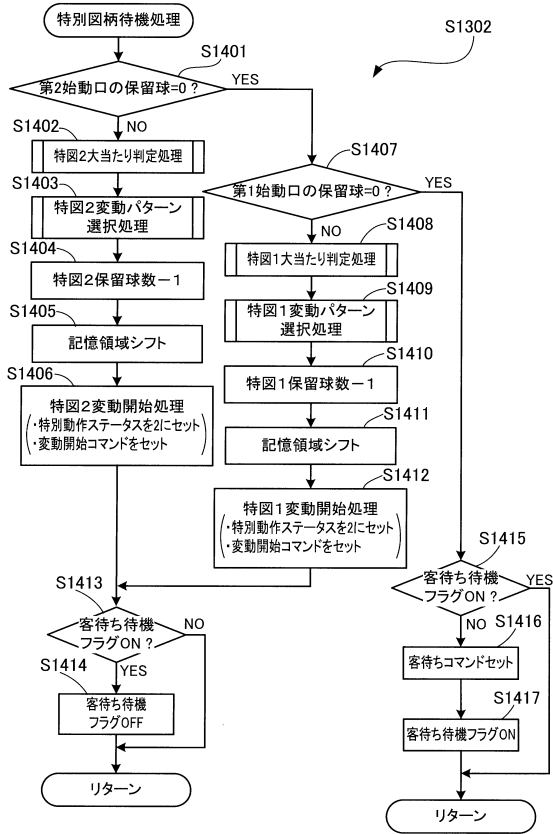 特別図柄待機処理
S1302
S1401
第2始動口の保留球=0？
YES
NO
S1402
特図2大当たり判定処理
S1403
特図2変動パターン
選択処理
S1404
特図2保留球数－1
S1405
記憶領域シフト
S1406
特図2変動開始処理
・特別動作ステータスを2にセット
・変動開始コマンドをセット
S1407
第1始動口の保留球=0？
YES
NO
S1408
特図1大当たり判定処理
S1409
特図1変動パターン
選択処理
S1410
特図1保留球数－1
S1411
記憶領域シフト
S1412
特図1変動開始処理
・特別動作ステータスを2にセット
・変動開始コマンドをセット
S1413
客待ち待機
フラグON？
NO
YES
S1414
客待ち待機
フラグOFF
リターン
S1415
客待ち待機
フラグON？
YES
NO
S1416
客待ちコマンドセット
S1417
客待ち待機フラグON
リターン